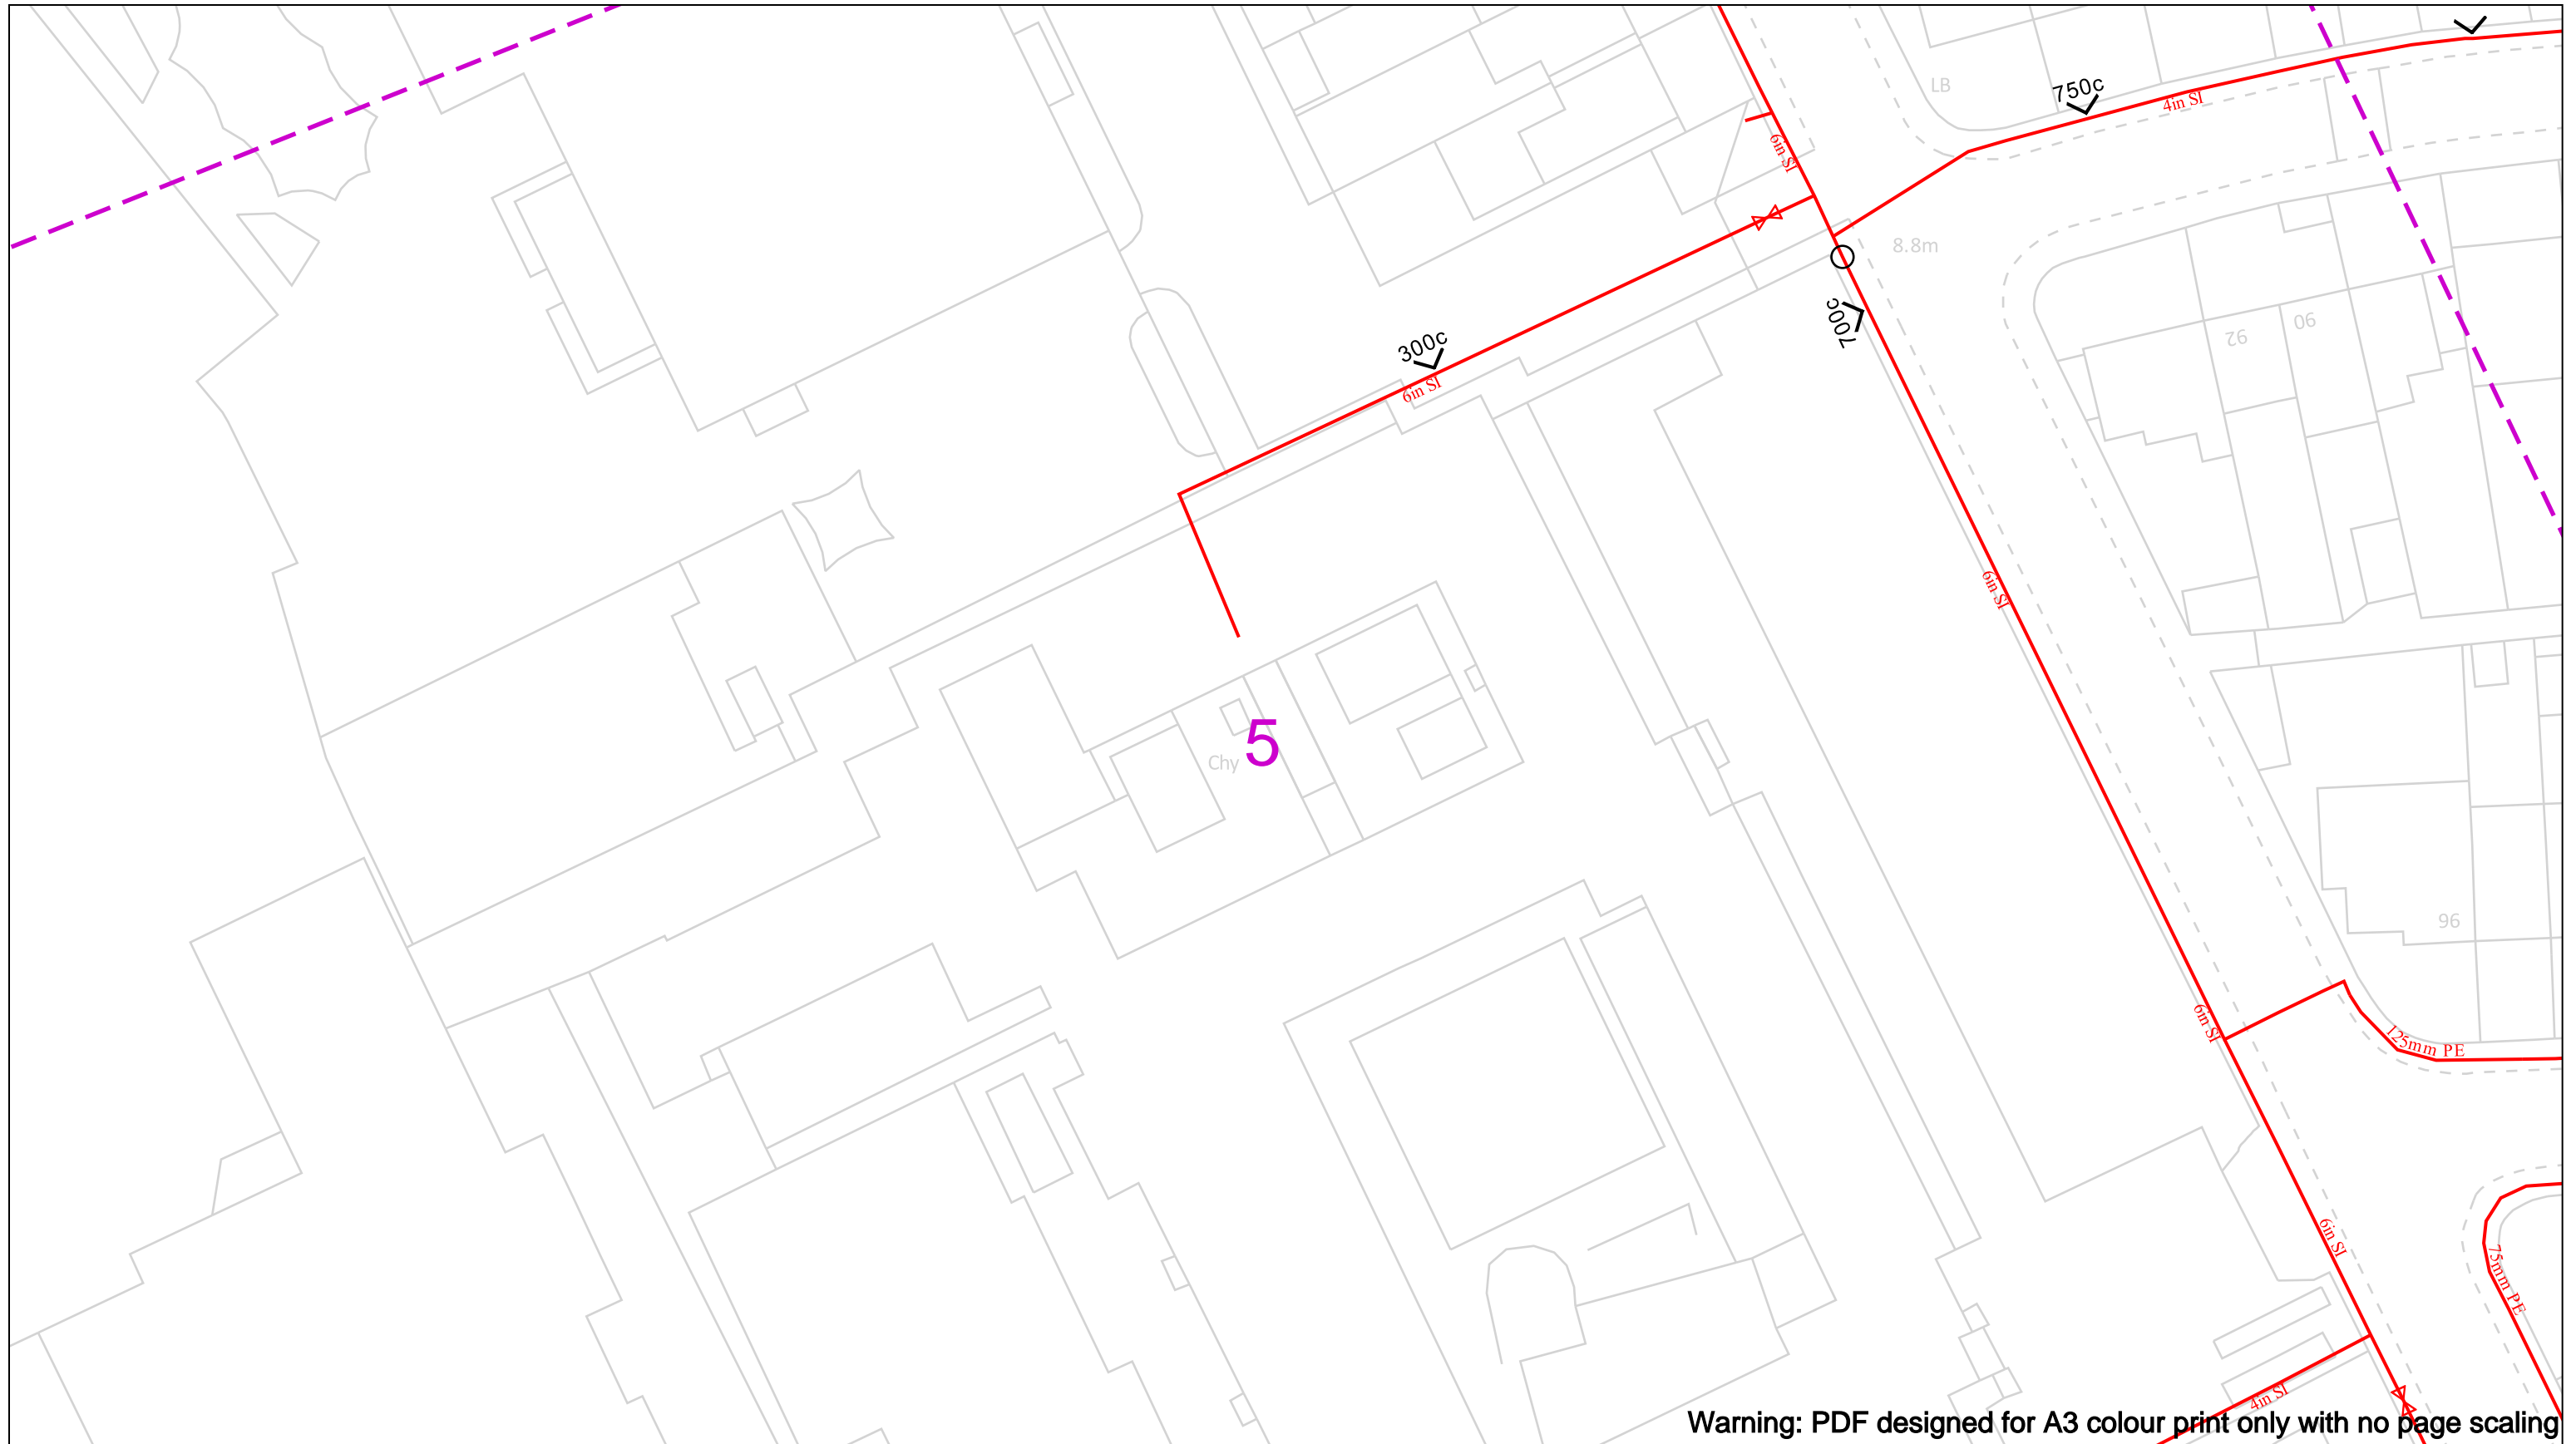 750c
4in SI
LB
6in SI
8.8m
700c
300c
6in SI
92
90
6in SI
5
Chy
96
6in SI
125mm PE
6in SI
75mm PE
4in SI
Warning: PDF designed for A3 colour print only with no page scaling